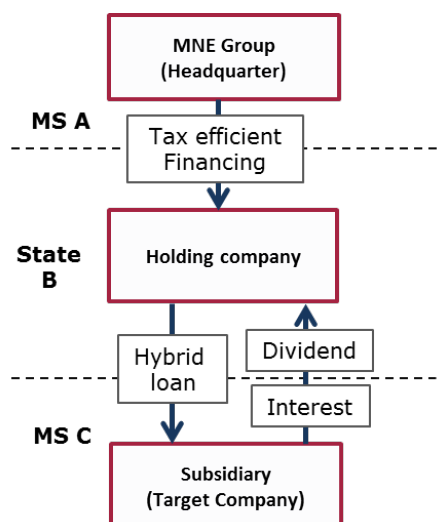 MNE Group
(Headquarter)
MS A
Tax efficient
Financing
State
B
Holding company
Hybrid
loan
Dividend
Interest
MS C
Subsidiary
(Target Company)